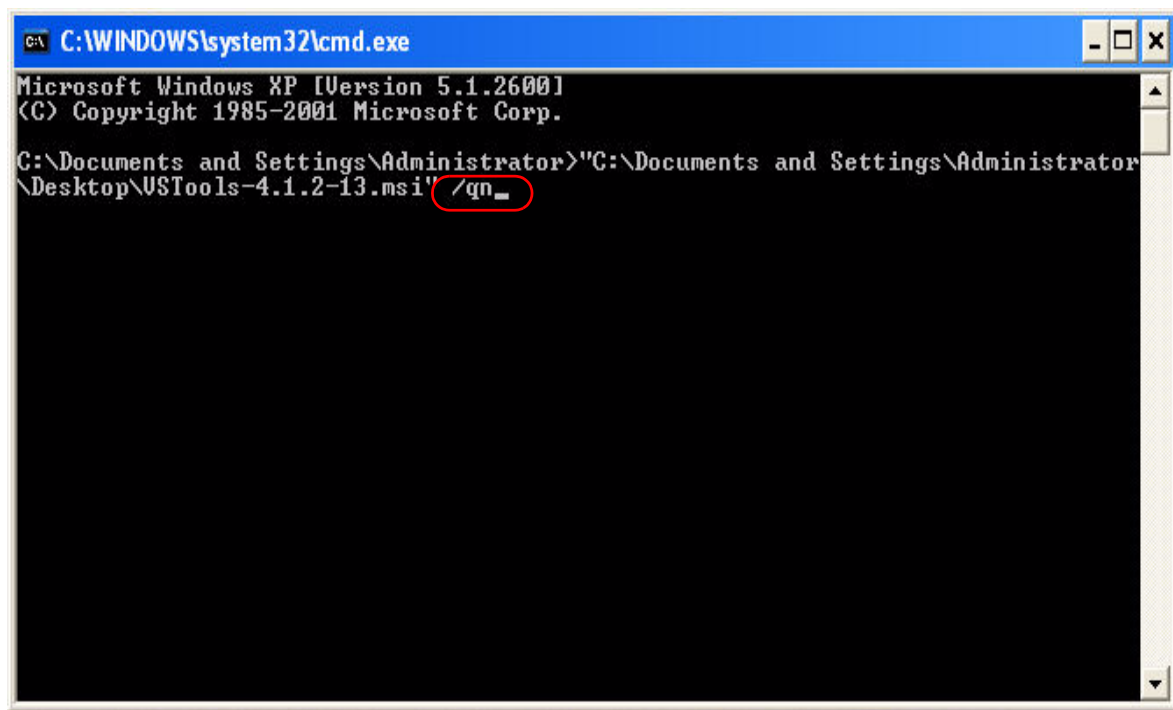 C:\WINDOWS\system32\cmd.exe
Microsoft Windows XP [Version 5.1.2600]
(C) Copyright 1985-2001 Microsoft Corp.
C:\Documents and Settings\Administrator>"C:\Documents and Settings\Administrator
\Desktop\VSTools-4.1.2-13.msi" /qn_